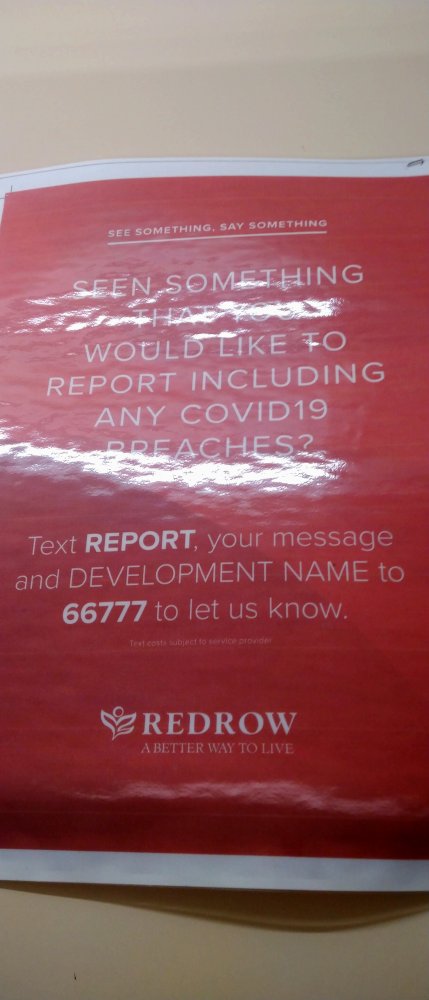 SEE SOMETHING. SAY SOMETHING
SEEN SOMETHING
THAT YOU
WOULD LIKE TO
REPORT INCLUDING
ANY COVID19
BREACHES?
Text REPORT, your message
and DEVELOPMENT NAME to
66777 to let us know.
Text costs subject to service provider
REDROW
A BETTER WAY TO LIVE